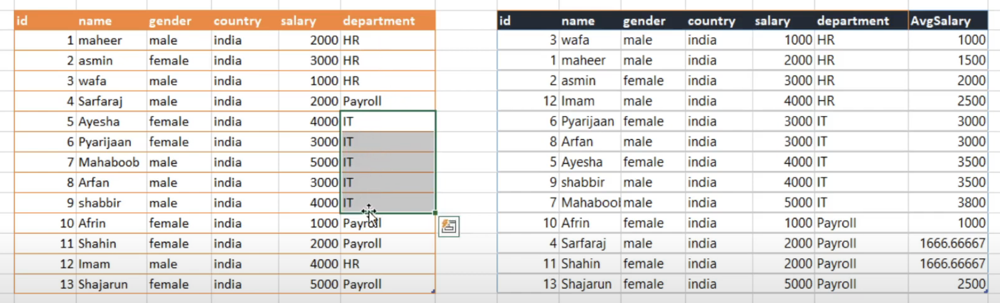 id name gender country salary department
1 maheer male india 2000 HR
2 asmin female india 3000 HR
3 wafa male india 1000 HR
4 Sarfaraj male india 2000 Payroll
5 Ayesha female india 4000 IT
6 Pyarijaan female india 3000 IT
7 Mahaboob male india 5000 IT
8 Arfan male india 3000 IT
9 shabbir male india 4000 IT
10 Afrin female india 1000 Payroll
11 Shahin female india 2000 Payroll
12 Imam male india 4000 HR
13 Shajarun female india 5000 Payroll
id name gender country salary department AvgSalary
3 wafa male india 1000 HR 1000
1 maheer male india 2000 HR 1500
2 asmin female india 3000 HR 2000
12 Imam male india 4000 HR 2500
6 Pyarijaan female india 3000 IT 3000
8 Arfan male india 3000 IT 3000
5 Ayesha female india 4000 IT 3500
9 shabbir male india 4000 IT 3500
7 Mahaboob male india 5000 IT 3800
10 Afrin female india 1000 Payroll 1000
4 Sarfaraj male india 2000 Payroll 1666.66667
11 Shahin female india 2000 Payroll 1666.66667
13 Shajarun female india 5000 Payroll 2500